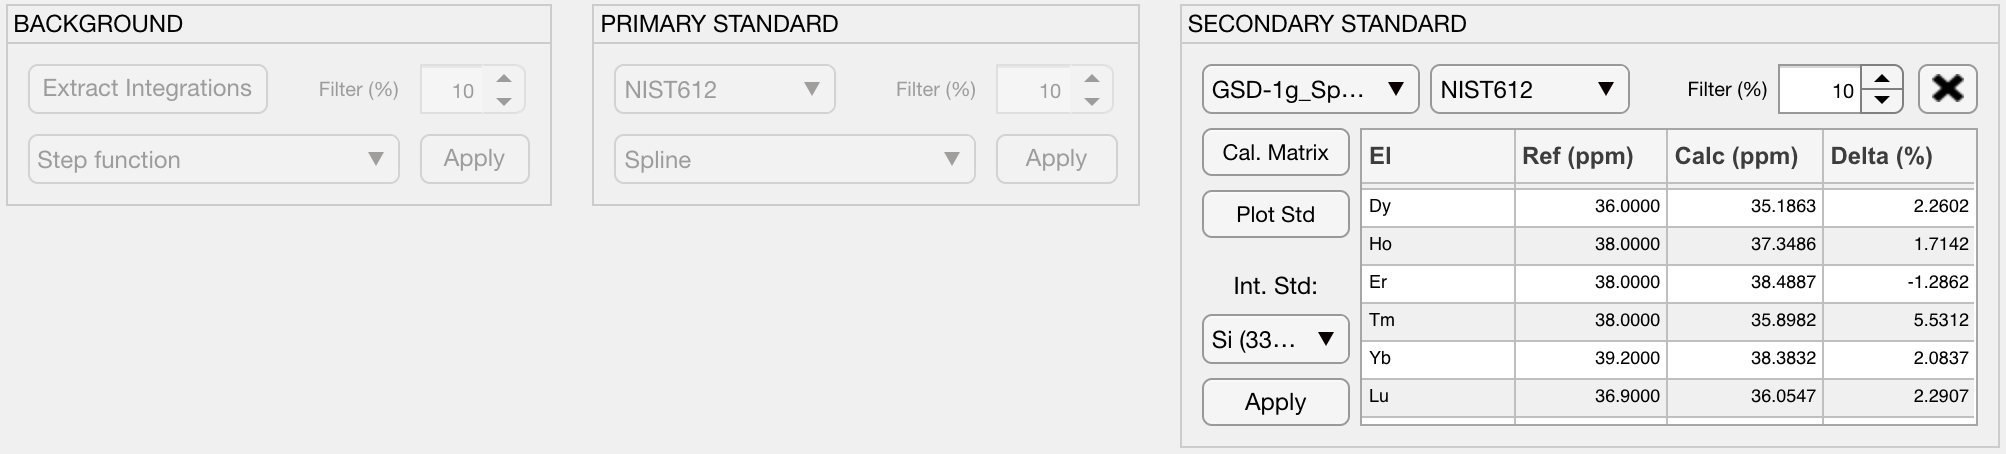 BACKGROUND
Extract Integrations Filter (%) 10
Step function Apply
PRIMARY STANDARD
NIST612 Filter (%) 10
Spline Apply
SECONDARY STANDARD
GSD-1g_Sp... NIST612 Filter (%) 10
Cal. Matrix
Plot Std
Int. Std:
Si (33...
Apply
El Ref (ppm) Calc (ppm) Delta (%)
Dy 36.0000 35.1863 2.2602
Ho 38.0000 37.3486 1.7142
Er 38.0000 38.4887 -1.2862
Tm 38.0000 35.8982 5.5312
Yb 39.2000 38.3832 2.0837
Lu 36.9000 36.0547 2.2907